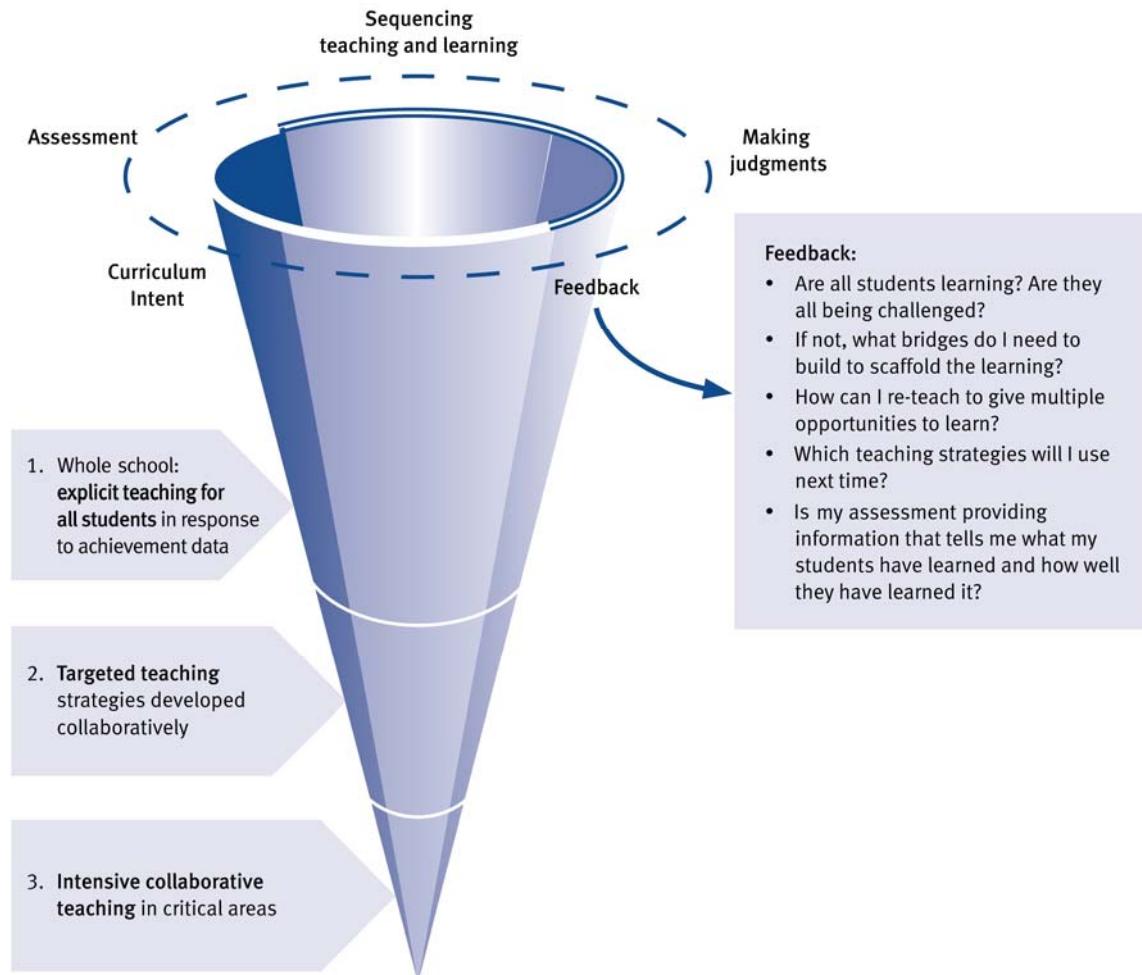 Sequencing
teaching and learning
Assessment
Making
judgments
Curriculum
Intent
Feedback
Feedback:
• Are all students learning? Are they
all being challenged?
• If not, what bridges do I need to
build to scaffold the learning?
• How can I re-teach to give multiple
opportunities to learn?
• Which teaching strategies will I use
next time?
• Is my assessment providing
information that tells me what my
students have learned and how well
they have learned it?
1. Whole school:
explicit teaching for
all students in response
to achievement data
2. Targeted teaching
strategies developed
collaboratively
3. Intensive collaborative
teaching in critical areas